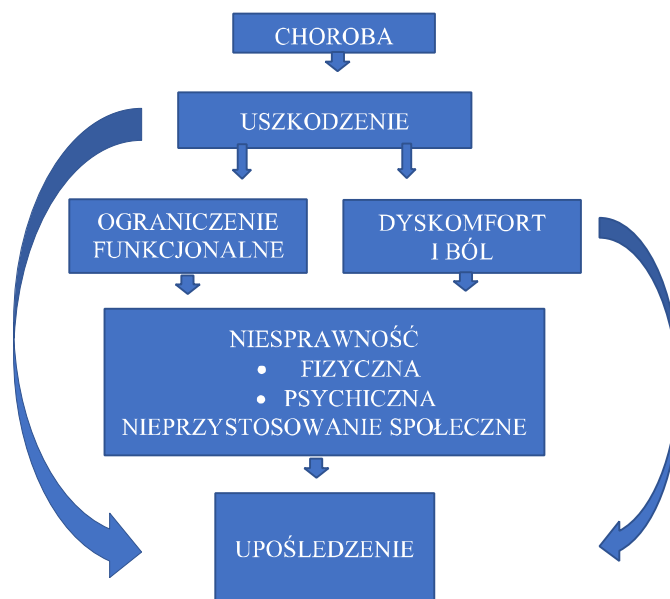 CHOROBA
USZKODZENIE
OGRANICZENIE
FUNKCJONALNE
DYSKOMFORT
I BÓL
NIESPRAWNOŚĆ
• FIZYCZNA
• PSYCHICZNA
NIEPRZYSTOSOWANIE SPOŁECZNE
UPOŚLEDZENIE